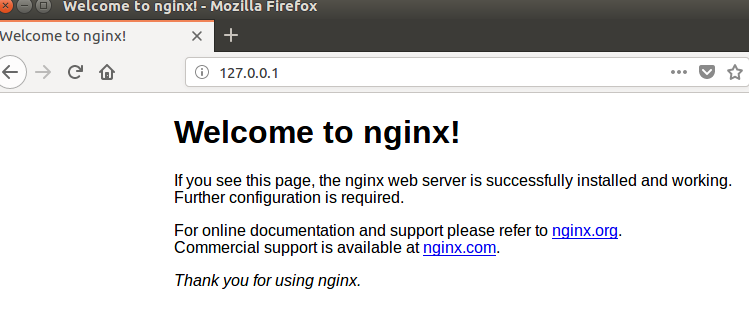 Welcome to nginx! - Mozilla Firefox
Welcome to nginx!
127.0.0.1
Welcome to nginx!
If you see this page, the nginx web server is successfully installed and working.
Further configuration is required.
For online documentation and support please refer to nginx.org.
Commercial support is available at nginx.com.
Thank you for using nginx.